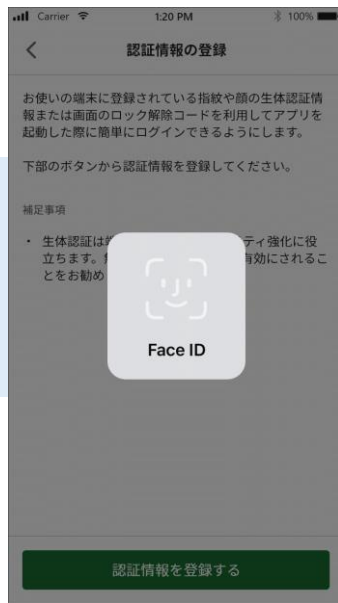 Carrier 1:20 PM 100%
認証情報の登録
お使いの端末に登録されている指紋や顔の生体認証情
報または画面のロック解除コードを利用してアプリを
起動した際に簡単にログインできるようにします。
下部のボタンから認証情報を登録してください。
補足事項
・ 生体認証は ティ強化に役
立ちます。 有効にされるこ
とをお勧め
Face ID
認証情報を登録する